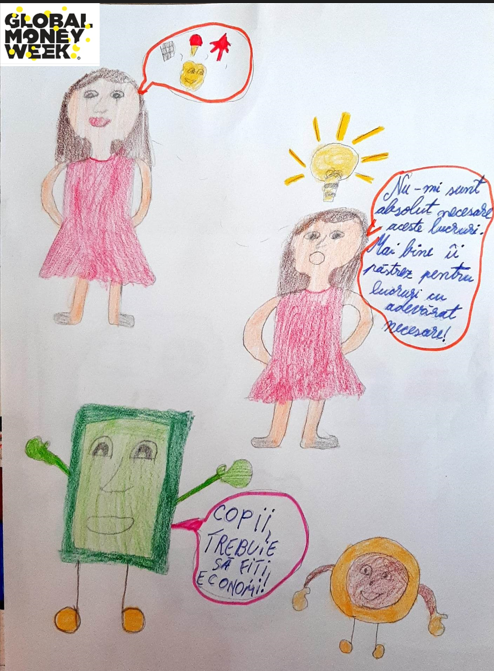 GLOBAL
MONEY
WEEK
Nu-mi sunt
absolut necesare
aceste lucruri.
Mai bine îi
păstrez pentru
lucruri cu
adevărat
necesare!
COPII,
TREBUIE
SĂ FIȚI
ECONOMI!